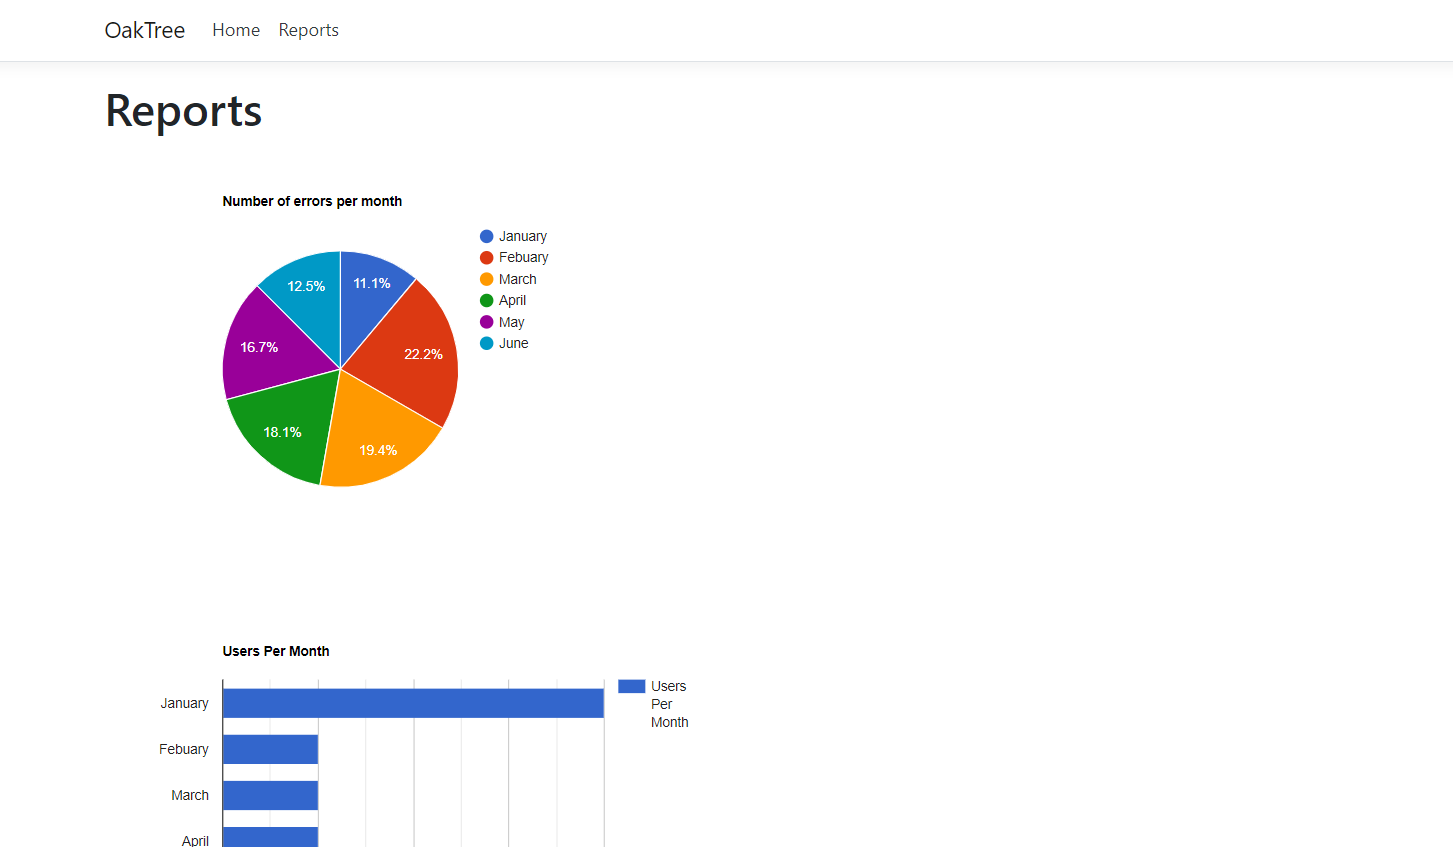 OakTree Home Reports
Reports
Number of errors per month
January
Febuary
March
April
May
June
12.5% 11.1%
16.7% 22.2%
18.1% 19.4%
Users Per Month
January
Febuary
March
April
Users
Per
Month